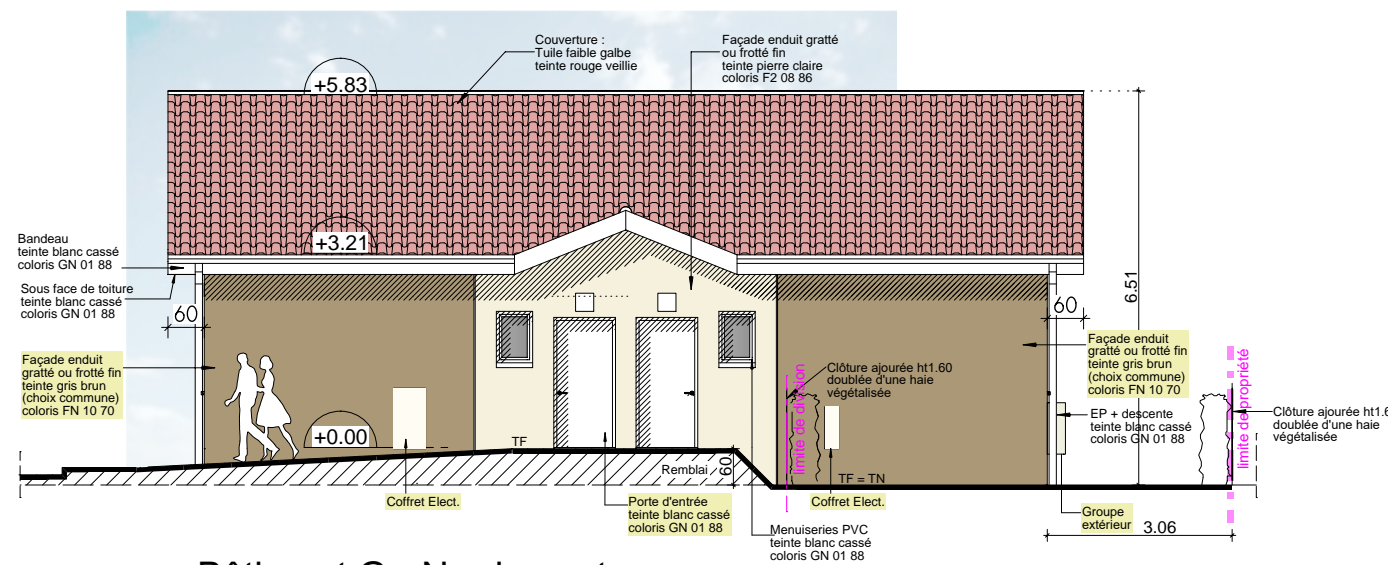 Couverture :
Tuile faible galbe
teinte rouge veillie
Façade enduit gratté
ou frotté fin
teinte pierre claire
coloris F2 08 86
+5.83
+3.21
Bandeau
teinte blanc cassé
coloris GN 01 88
Sous face de toiture
teinte blanc cassé
coloris GN 01 88
60
60
6.51
Façade enduit
gratté ou frotté fin
teinte gris brun
(choix commune)
coloris FN 10 70
Façade enduit
gratté ou frotté fin
teinte gris brun
(choix commune)
coloris FN 10 70
Clôture ajourée ht1.60
doublée d'une haie
végétalisée
limite de division
limite de propriété
EP + descente
teinte blanc cassé
coloris GN 01 88
Clôture ajourée ht1.6
doublée d'une haie
végétalisée
+0.00
TF
Remblai
60
TF = TN
Coffret Elect.
Porte d'entrée
teinte blanc cassé
coloris GN 01 88
Coffret Elect.
Menuiseries PVC
teinte blanc cassé
coloris GN 01 88
Groupe
extérieur
3.06